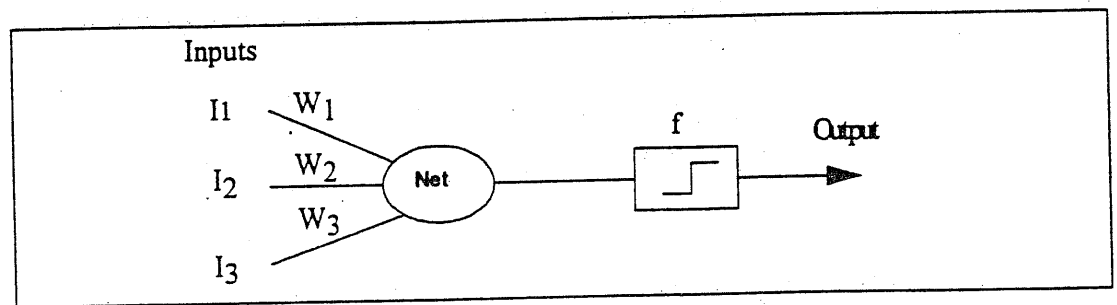 Inputs
I1
W1
f
Output
I2
W2
Net
W3
I3